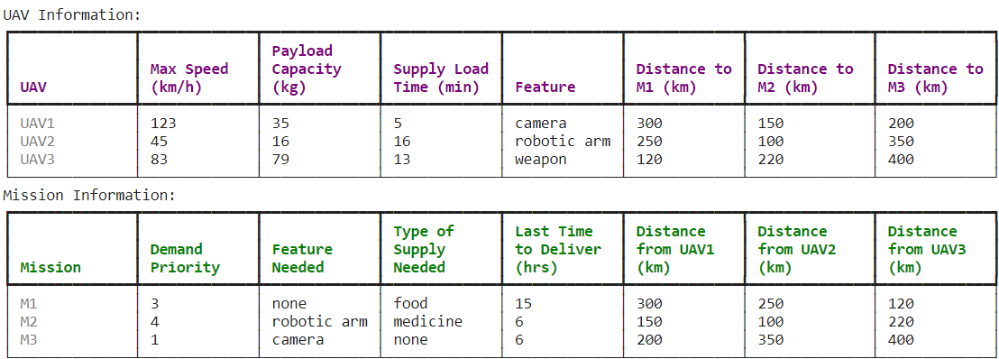 UAV Information:
Payload
Max Speed Capacity Supply Load Distance to Distance to Distance to
UAV (km/h) (kg) Time (min) Feature M1 (km) M2 (km) M3 (km)
UAV1 123 35 5 camera 300 150 200
UAV2 45 16 16 robotic arm 250 100 350
UAV3 83 79 13 weapon 120 220 400
Mission Information:
Type of Last Time Distance Distance Distance
Demand Feature Supply to Deliver from UAV1 from UAV2 from UAV3
Mission Priority Needed Needed (hrs) (km) (km) (km)
M1 3 none food 15 300 250 120
M2 4 robotic arm medicine 6 150 100 220
M3 1 camera none 6 200 350 400